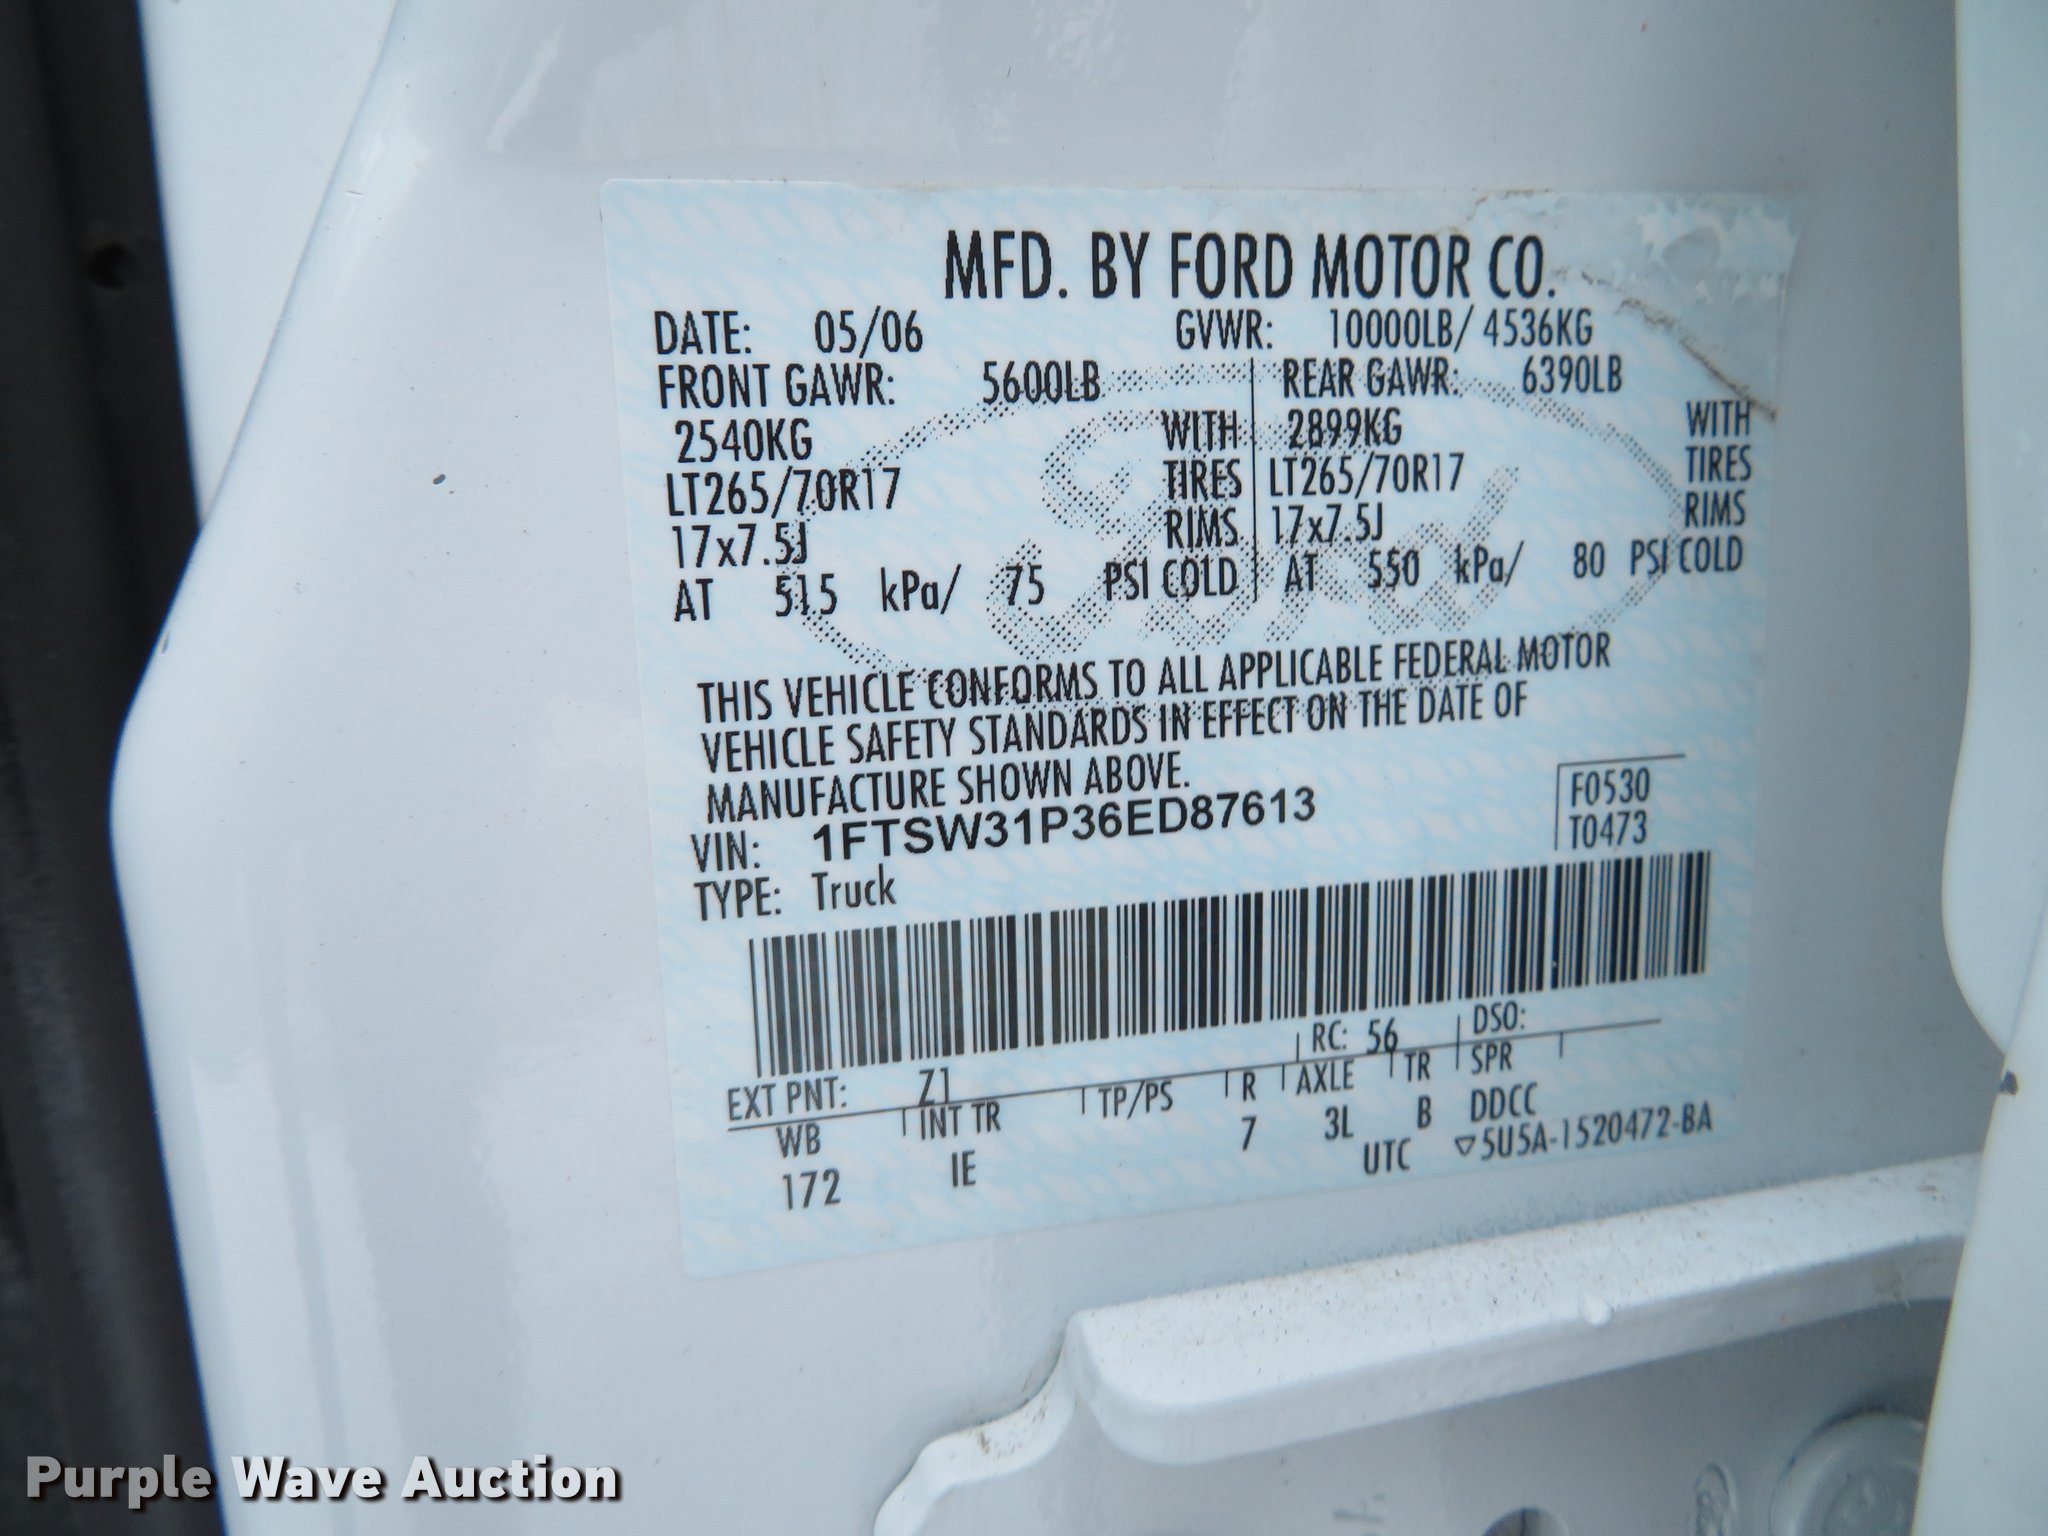 MFD. BY FORD MOTOR CO.
DATE: 05/06 GVWR: 10000LB/ 4536KG
FRONT GAWR: 5600LB REAR GAWR: 6390LB
2540KG WITH 2899KG WITH
LT265/70R17 TIRES LT265/70R17 TIRES
17x7.5J RIMS 17x7.5J RIMS
AT 515 kPa/ 75 PSI COLD AT 550 kPa/ 80 PSI COLD
Ford
THIS VEHICLE CONFORMS TO ALL APPLICABLE FEDERAL MOTOR
VEHICLE SAFETY STANDARDS IN EFFECT ON THE DATE OF
MANUFACTURE SHOWN ABOVE.
VIN: 1FTSW31P36ED87613
F0530
T0473
TYPE: Truck
EXT PNT: Z1 RC: 56 DSO:
WB INT TR TP/PS R AXLE TR SPR
172 IE 7 3L B DDCC
UTC ▽5U5A-1520472-BA
Purple Wave Auction